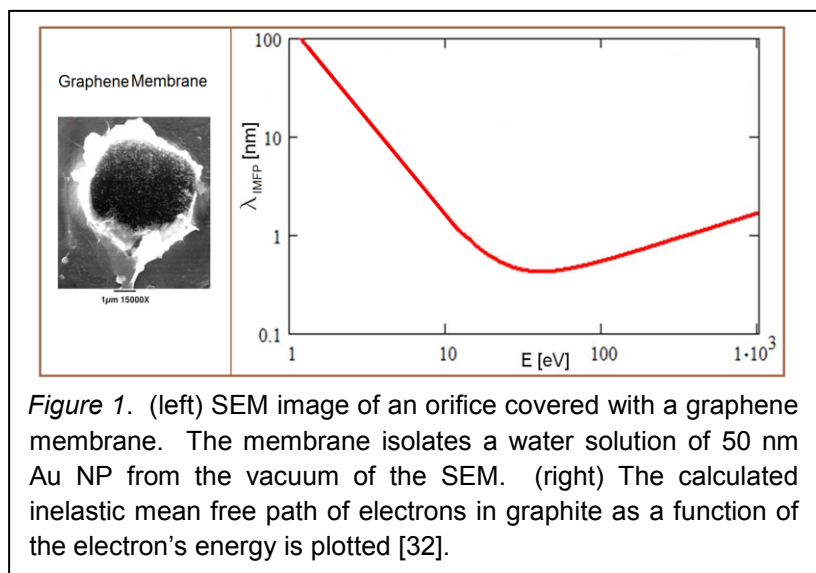 Graphene Membrane
1µm 15000X
100
10
1
0.1
λIMFP [nm]
1
10
100
1·10³
E [eV]
Figure 1. (left) SEM image of an orifice covered with a graphene
membrane. The membrane isolates a water solution of 50 nm
Au NP from the vacuum of the SEM. (right) The calculated
inelastic mean free path of electrons in graphite as a function of
the electron's energy is plotted [32].